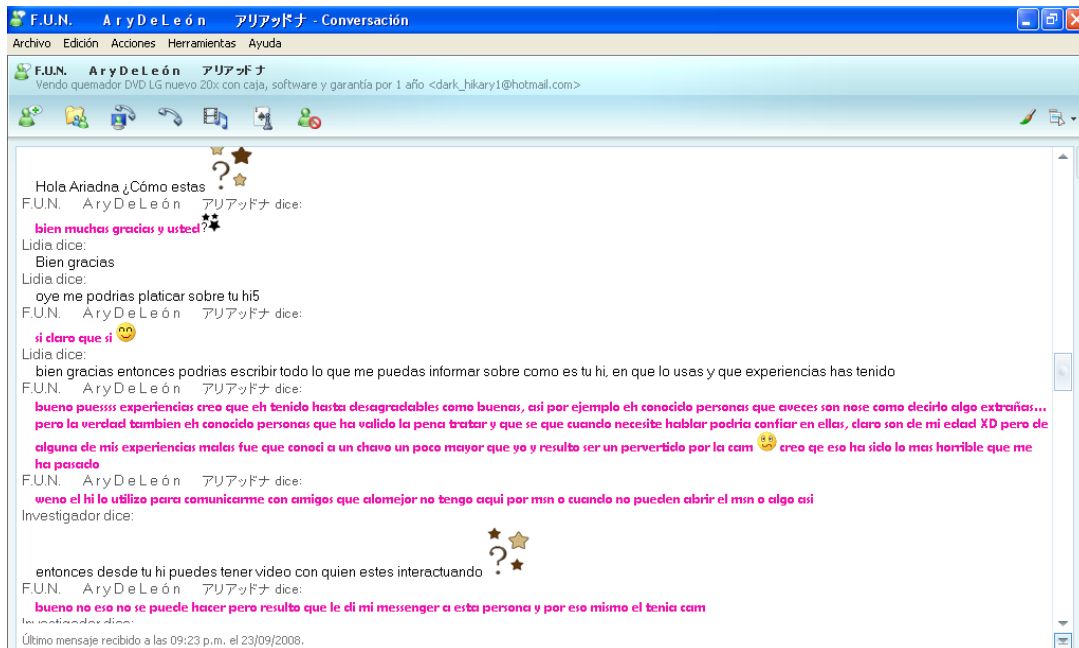 F.U.N. A r y D e L e ó n アリアッドナ - Conversación
Archivo Edición Acciones Herramientas Ayuda
F.U.N. A r y D e L e ó n アリアッドナ
Vendo quemador DVD LG nuevo 20x con caja, software y garantía por 1 año <dark_hikary1@hotmail.com>
Hola Ariadna ¿Cómo estas ?
F.U.N. A r y D e L e ó n アリアッドナ dice:
bien muchas gracias y usted?
Lidia dice:
Bien gracias
Lidia dice:
oye me podrias platicar sobre tu hi5
F.U.N. A r y D e L e ó n アリアッドナ dice:
si claro que si
Lidia dice:
bien gracias entonces podrias escribir todo lo que me puedas informar sobre como es tu hi, en que lo usas y que experiencias has tenido
F.U.N. A r y D e L e ó n アリアッドナ dice:
bueno puessss experiencias creo que eh tenido hasta desagradables como buenas, asi por ejemplo eh conocido personas que aveces son nose como decirlo algo extrañas...
pero la verdad tambien eh conocido personas que ha valido la pena tratar y que se que cuando necesite hablar podria confiar en ellas, claro son de mi edad XD pero de
alguna de mis experiencias malas fue que conoci a un chavo un poco mayor que yo y resulto ser un pervertido por la cam creo qe eso ha sido lo mas horrible que me
ha pasado
F.U.N. A r y D e L e ó n アリアッドナ dice:
weno el hi lo utilizo para comunicarme con amigos que alomejor no tengo aqui por msn o cuando no pueden abrir el msn o algo asi
Investigador dice:
entonces desde tu hi puedes tener video con quien estes interactuando ?
F.U.N. A r y D e L e ó n アリアッドナ dice:
bueno no eso no se puede hacer pero resulto que le di mi messenger a esta persona y por eso mismo el tenia cam
Investigador dice:
Último mensaje recibido a las 09:23 p.m. el 23/09/2008.